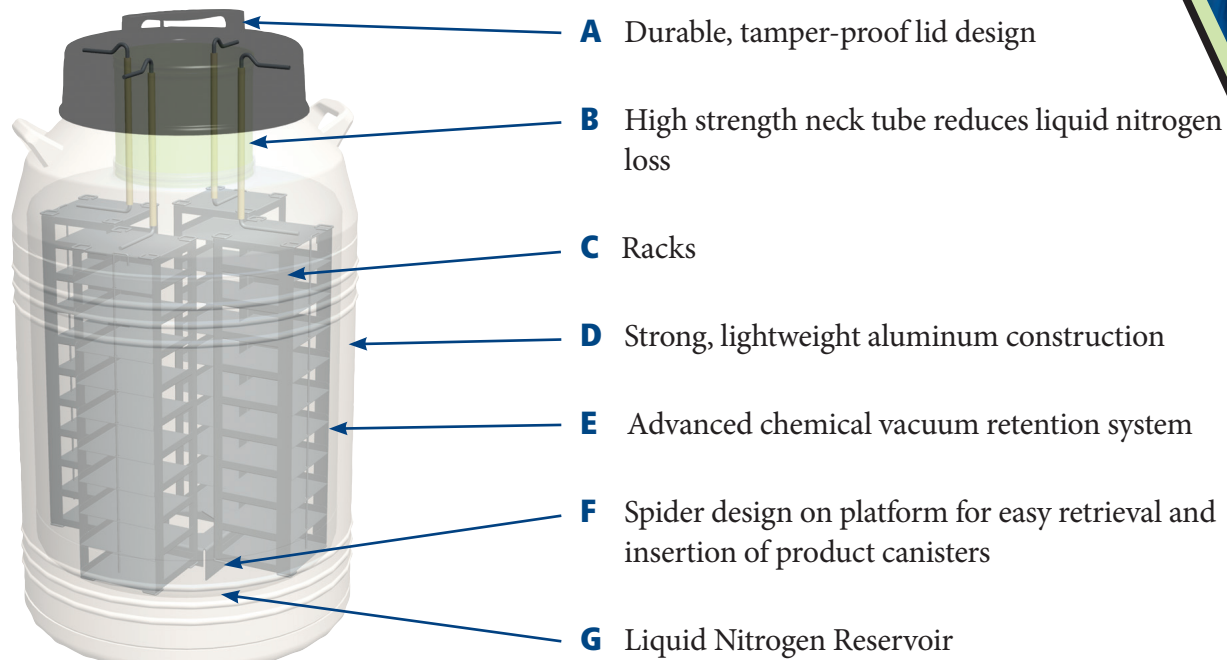 A Durable, tamper-proof lid design
B High strength neck tube reduces liquid nitrogen
loss
C Racks
D Strong, lightweight aluminum construction
E Advanced chemical vacuum retention system
F Spider design on platform for easy retrieval and
insertion of product canisters
G Liquid Nitrogen Reservoir